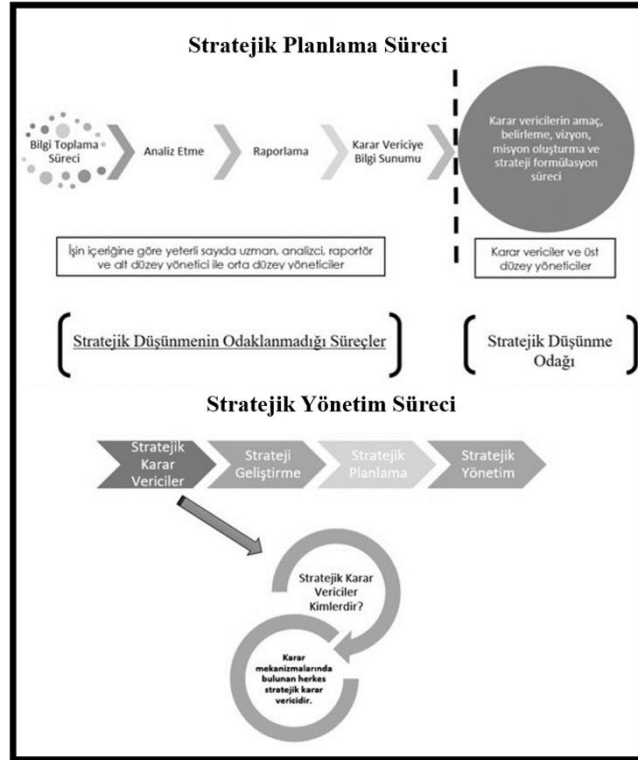 Stratejik Planlama Süreci
Bilgi Toplama
Süreci
Analiz Etme
Raporlama
Karar Vericiye
Bilgi Sunumu
Karar vericilerin amaç,
belirleme, vizyon,
misyon oluşturma ve
strateji formülasyon
süreci
İşin içeriğine göre yeterli sayıda uzman, analizci, raportör
ve alt düzey yönetici ile orta düzey yöneticiler
Karar vericiler ve üst
düzey yöneticiler
Stratejik Düşünmenin Odaklanmadığı Süreçler
Stratejik Düşünme
Odağı
Stratejik Yönetim Süreci
Stratejik
Karar
Vericiler
Strateji
Geliştirme
Stratejik
Planlama
Stratejik
Yönetim
Stratejik Karar
Vericiler
Kimlerdir?
Karar
mekanizmalarında
bulunan herkes
stratejik karar
vericidir.